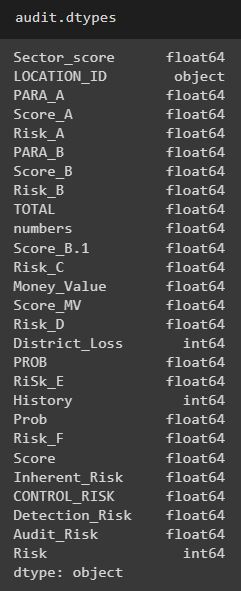 audit.dtypes
Sector_score float64
LOCATION_ID object
PARA_A float64
Score_A float64
Risk_A float64
PARA_B float64
Score_B float64
Risk_B float64
TOTAL float64
numbers float64
Score_B.1 float64
Risk_C float64
Money_Value float64
Score_MV float64
Risk_D float64
District_Loss int64
PROB float64
RiSk_E float64
History int64
Prob float64
Risk_F float64
Score float64
Inherent_Risk float64
CONTROL_RISK float64
Detection_Risk float64
Audit_Risk float64
Risk int64
dtype: object